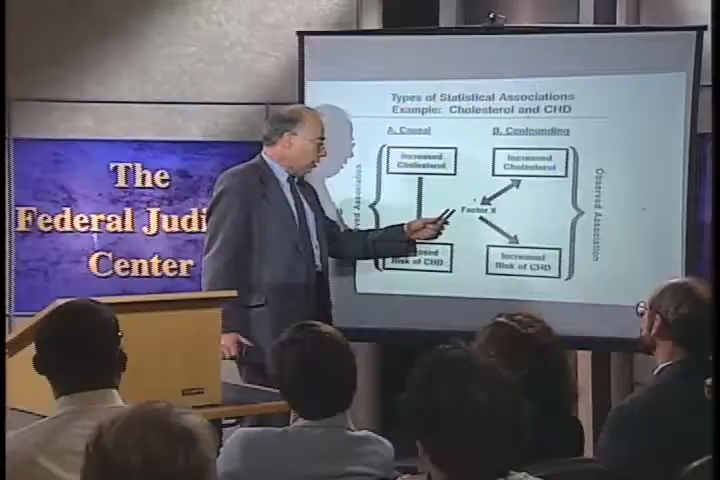 The
Federal Judi
Center
Types of Statistical Associations
Example: Cholesterol and CHD
A. Causal
B. Confounding
Increased
Cholesterol
Increased
Cholesterol
Factor X
Risk of CHD
Increased
Risk of CHD
Association
Observed Association